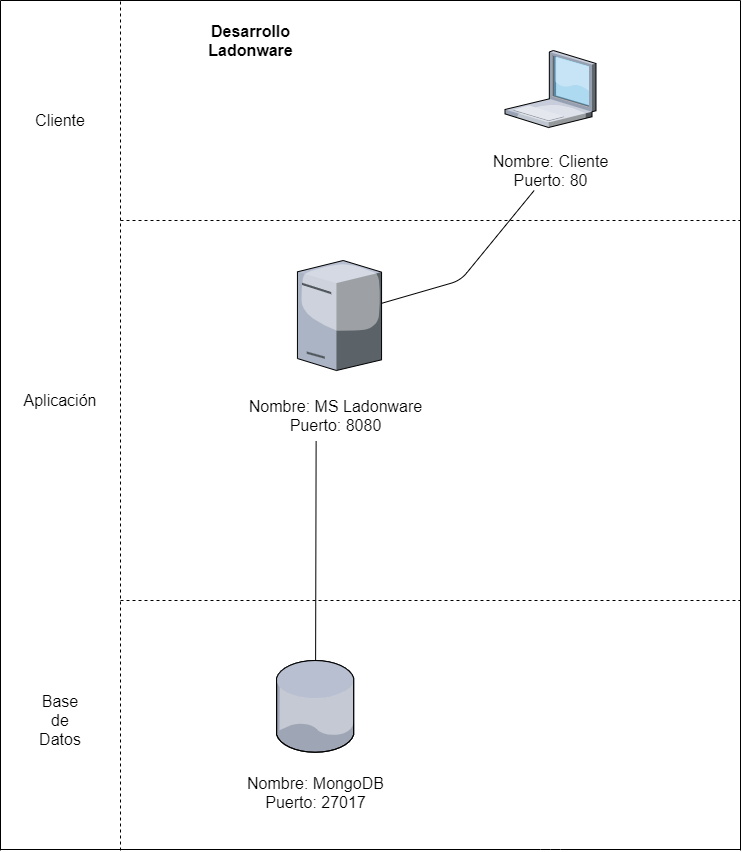 Desarrollo
Ladonware
Cliente
Nombre: Cliente
Puerto: 80
Aplicación
Nombre: MS Ladonware
Puerto: 8080
Base
de
Datos
Nombre: MongoDB
Puerto: 27017